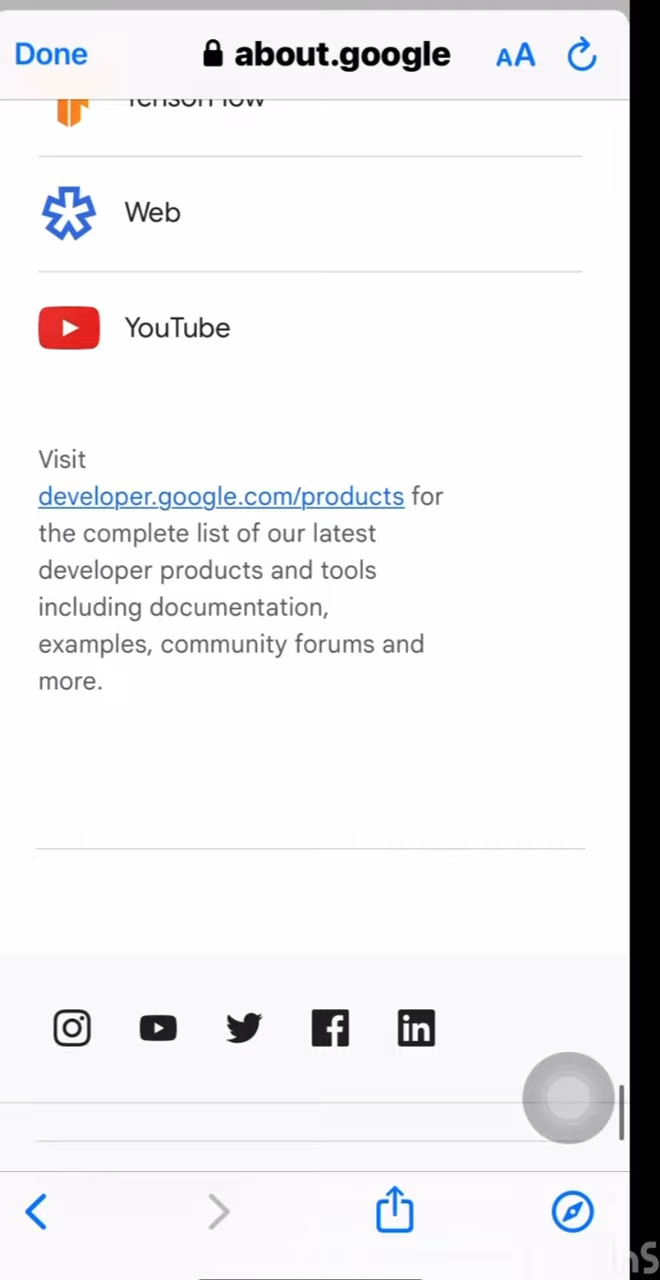 Done
about.google
AA
TensorFlow
Web
YouTube
Visit
developer.google.com/products for
the complete list of our latest
developer products and tools
including documentation,
examples, community forums and
more.